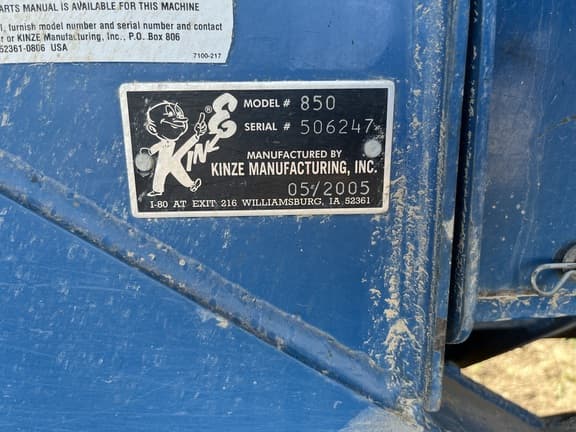 PARTS MANUAL IS AVAILABLE FOR THIS MACHINE
, furnish model number and serial number and contact
r or KINZE Manufacturing, Inc., P.O. Box 806
52361-0806 USA
7100-217
KINZE ®
MODEL # 850
SERIAL # 506247
MANUFACTURED BY
KINZE MANUFACTURING, INC.
05/2005
I-80 AT EXIT 216 WILLIAMSBURG, IA 52361